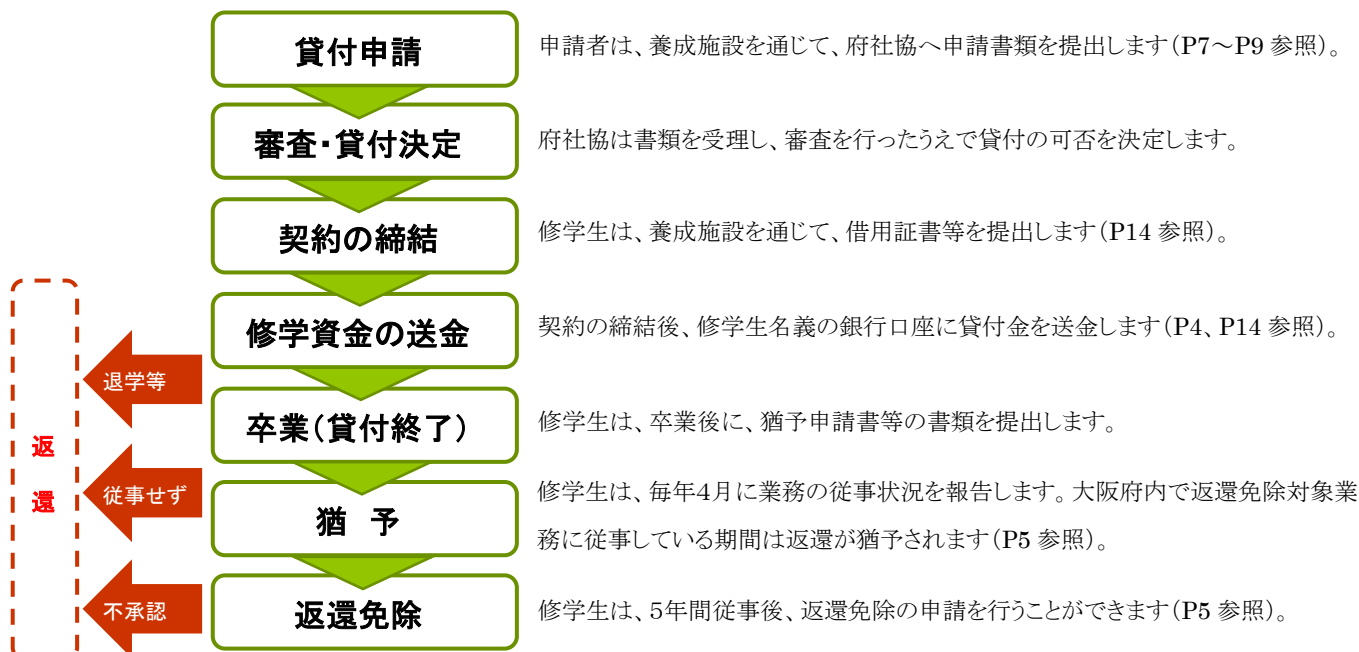 貸付申請
申請者は、養成施設を通じて、府社協へ申請書類を提出します(P7～P9 参照)。
審査・貸付決定
府社協は書類を受理し、審査を行ったうえで貸付の可否を決定します。
契約の締結
修学生は、養成施設を通じて、借用証書等を提出します(P14 参照)。
修学資金の送金
契約の締結後、修学生名義の銀行口座に貸付金を送金します(P4、P14 参照)。
退学等
卒業(貸付終了)
修学生は、卒業後に、猶予申請書等の書類を提出します。
返
還
従事せず
猶 予
修学生は、毎年4月に業務の従事状況を報告します。大阪府内で返還免除対象業
務に従事している期間は返還が猶予されます(P5 参照)。
不承認
返還免除
修学生は、5年間従事後、返還免除の申請を行うことができます(P5 参照)。